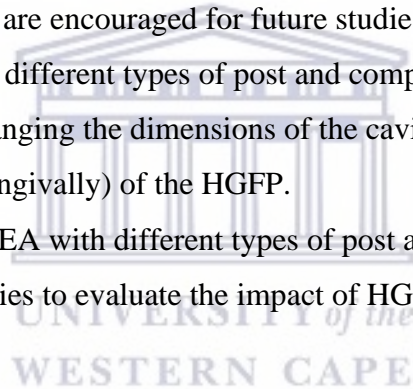 are encouraged for future studie
different types of post and comp
anging the dimensions of the cavi
ngivally) of the HGFP.
EA with different types of post a
ies to evaluate the impact of HG
UNIVERSITY of the
WESTERN CAPE